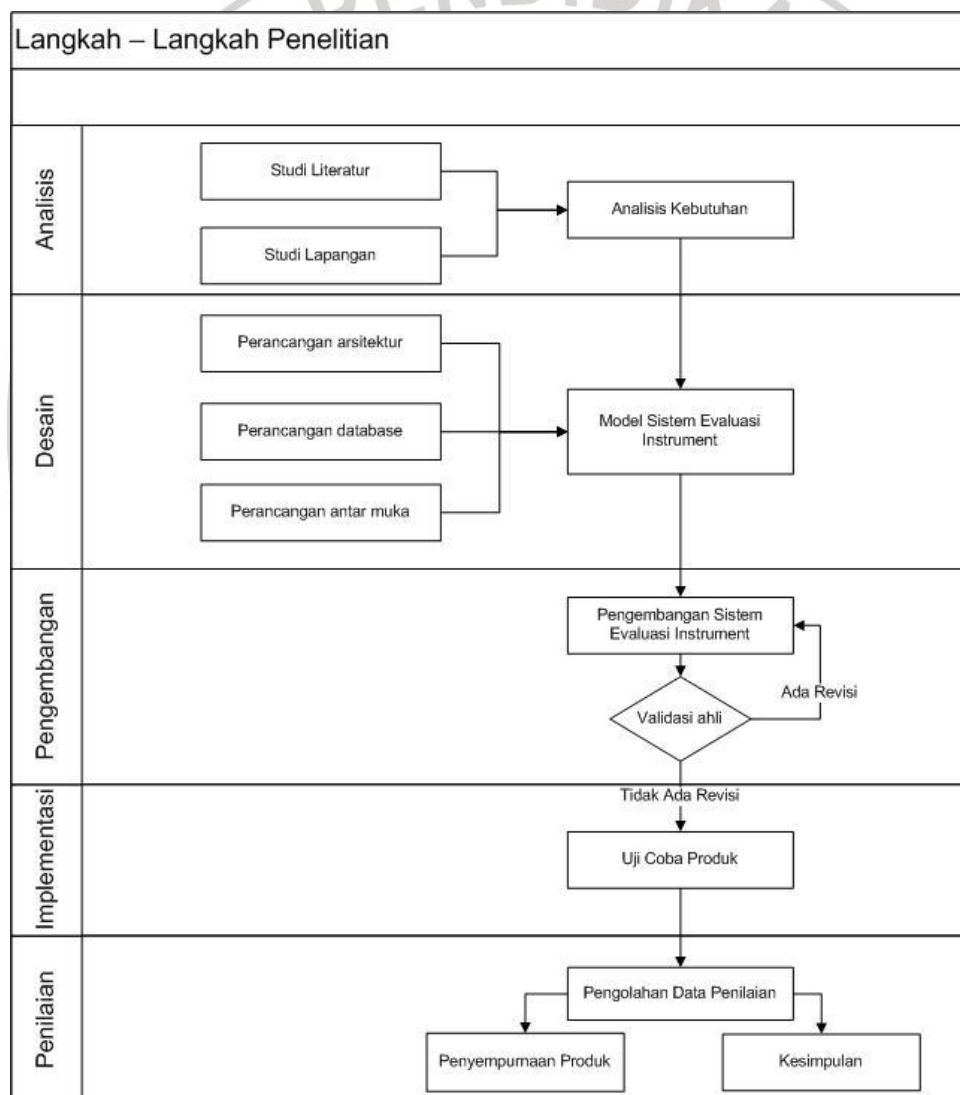 Langkah – Langkah Penelitian
Analisis
Studi Literatur
Analisis Kebutuhan
Studi Lapangan
Desain
Perancangan arsitektur
Perancangan database
Model Sistem Evaluasi
Instrument
Perancangan antar muka
Pengembangan
Pengembangan Sistem
Evaluasi Instrument
Ada Revisi
Validasi ahli
Tidak Ada Revisi
Implementasi
Uji Coba Produk
Penilaian
Pengolahan Data Penilaian
Penyempurnaan Produk
Kesimpulan